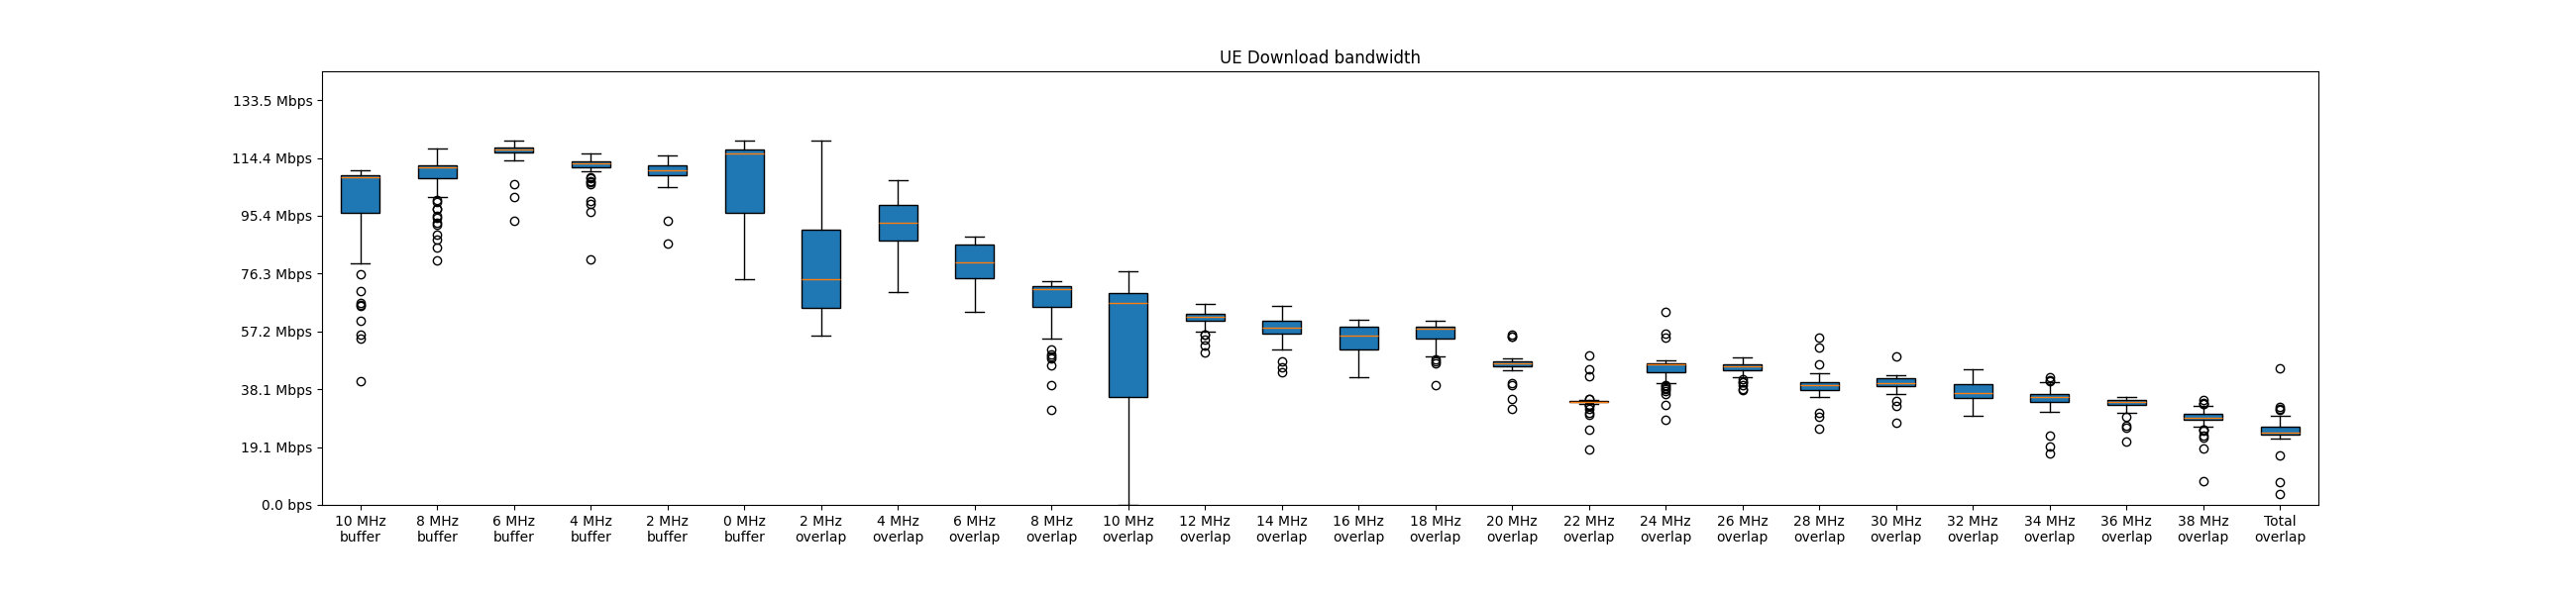 UE Download bandwidth
133.5 Mbps
114.4 Mbps
95.4 Mbps
76.3 Mbps
57.2 Mbps
38.1 Mbps
19.1 Mbps
0.0 bps
10 MHz 8 MHz 6 MHz 4 MHz 2 MHz 0 MHz 2 MHz 4 MHz 6 MHz 8 MHz 10 MHz 12 MHz 14 MHz 16 MHz 18 MHz 20 MHz 22 MHz 24 MHz 26 MHz 28 MHz 30 MHz 32 MHz 34 MHz 36 MHz 38 MHz Total
buffer buffer buffer buffer buffer buffer overlap overlap overlap overlap overlap overlap overlap overlap overlap overlap overlap overlap overlap overlap overlap overlap overlap overlap overlap overlap